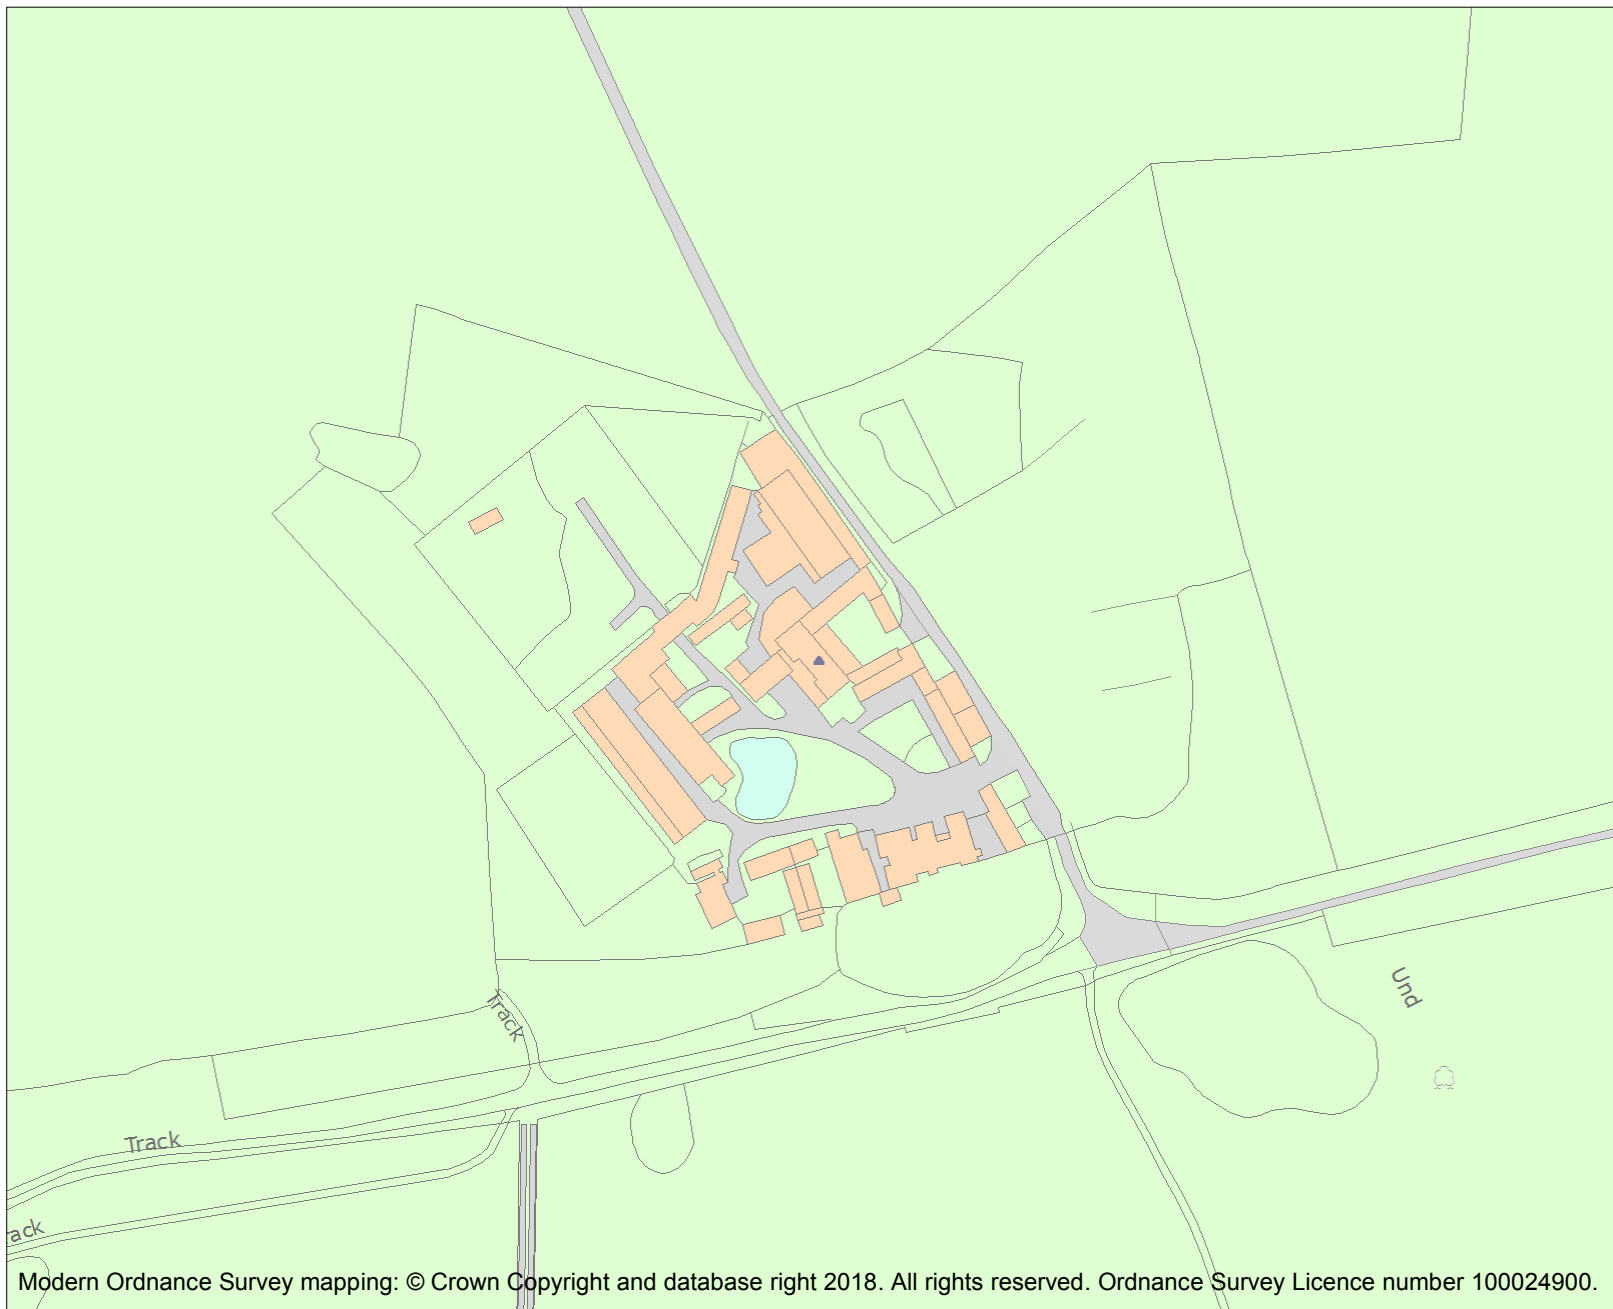 Und
Track
Track
ack
Modern Ordnance Survey mapping: © Crown Copyright and database right 2018. All rights reserved. Ordnance Survey Licence number 100024900.